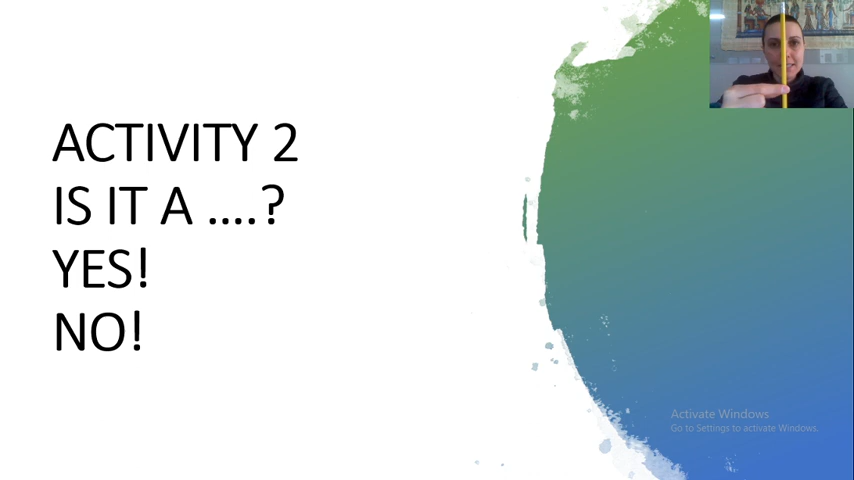 ACTIVITY 2
IS IT A ....?
YES!
NO!
Activate Windows
Go to Settings to activate Windows.